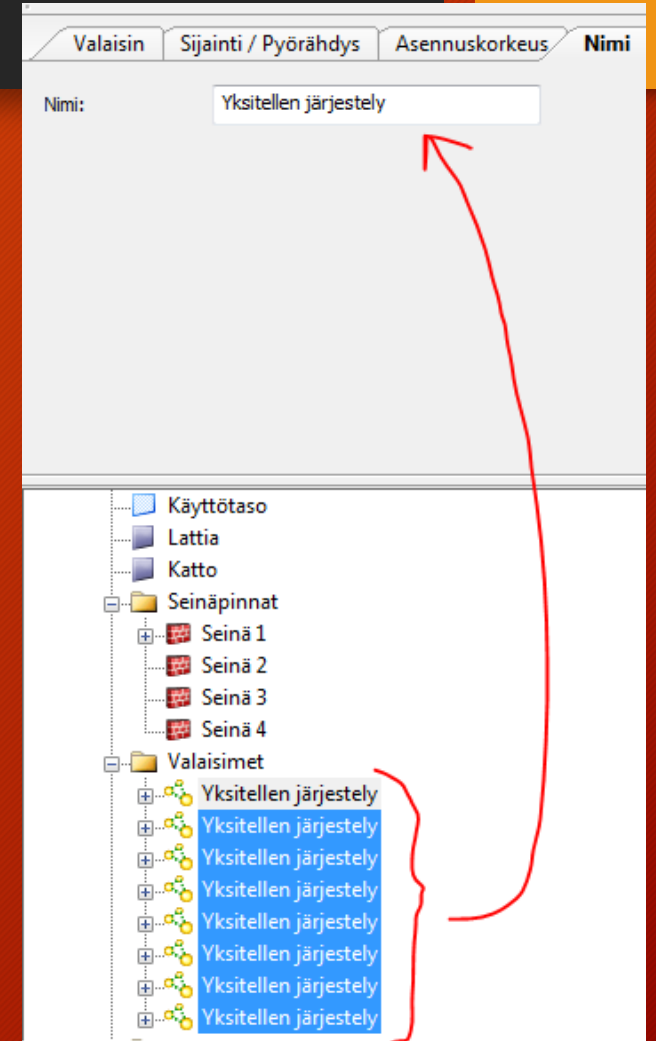 Valaisin Sijainti / Pyörähdys Asennuskorkeus Nimi
Nimi: Yksitellen järjestely
Käyttötaso
Lattia
Katto
Seinäpinnat
Seinä 1
Seinä 2
Seinä 3
Seinä 4
Valaisimet
Yksitellen järjestely
Yksitellen järjestely
Yksitellen järjestely
Yksitellen järjestely
Yksitellen järjestely
Yksitellen järjestely
Yksitellen järjestely
Yksitellen järjestely